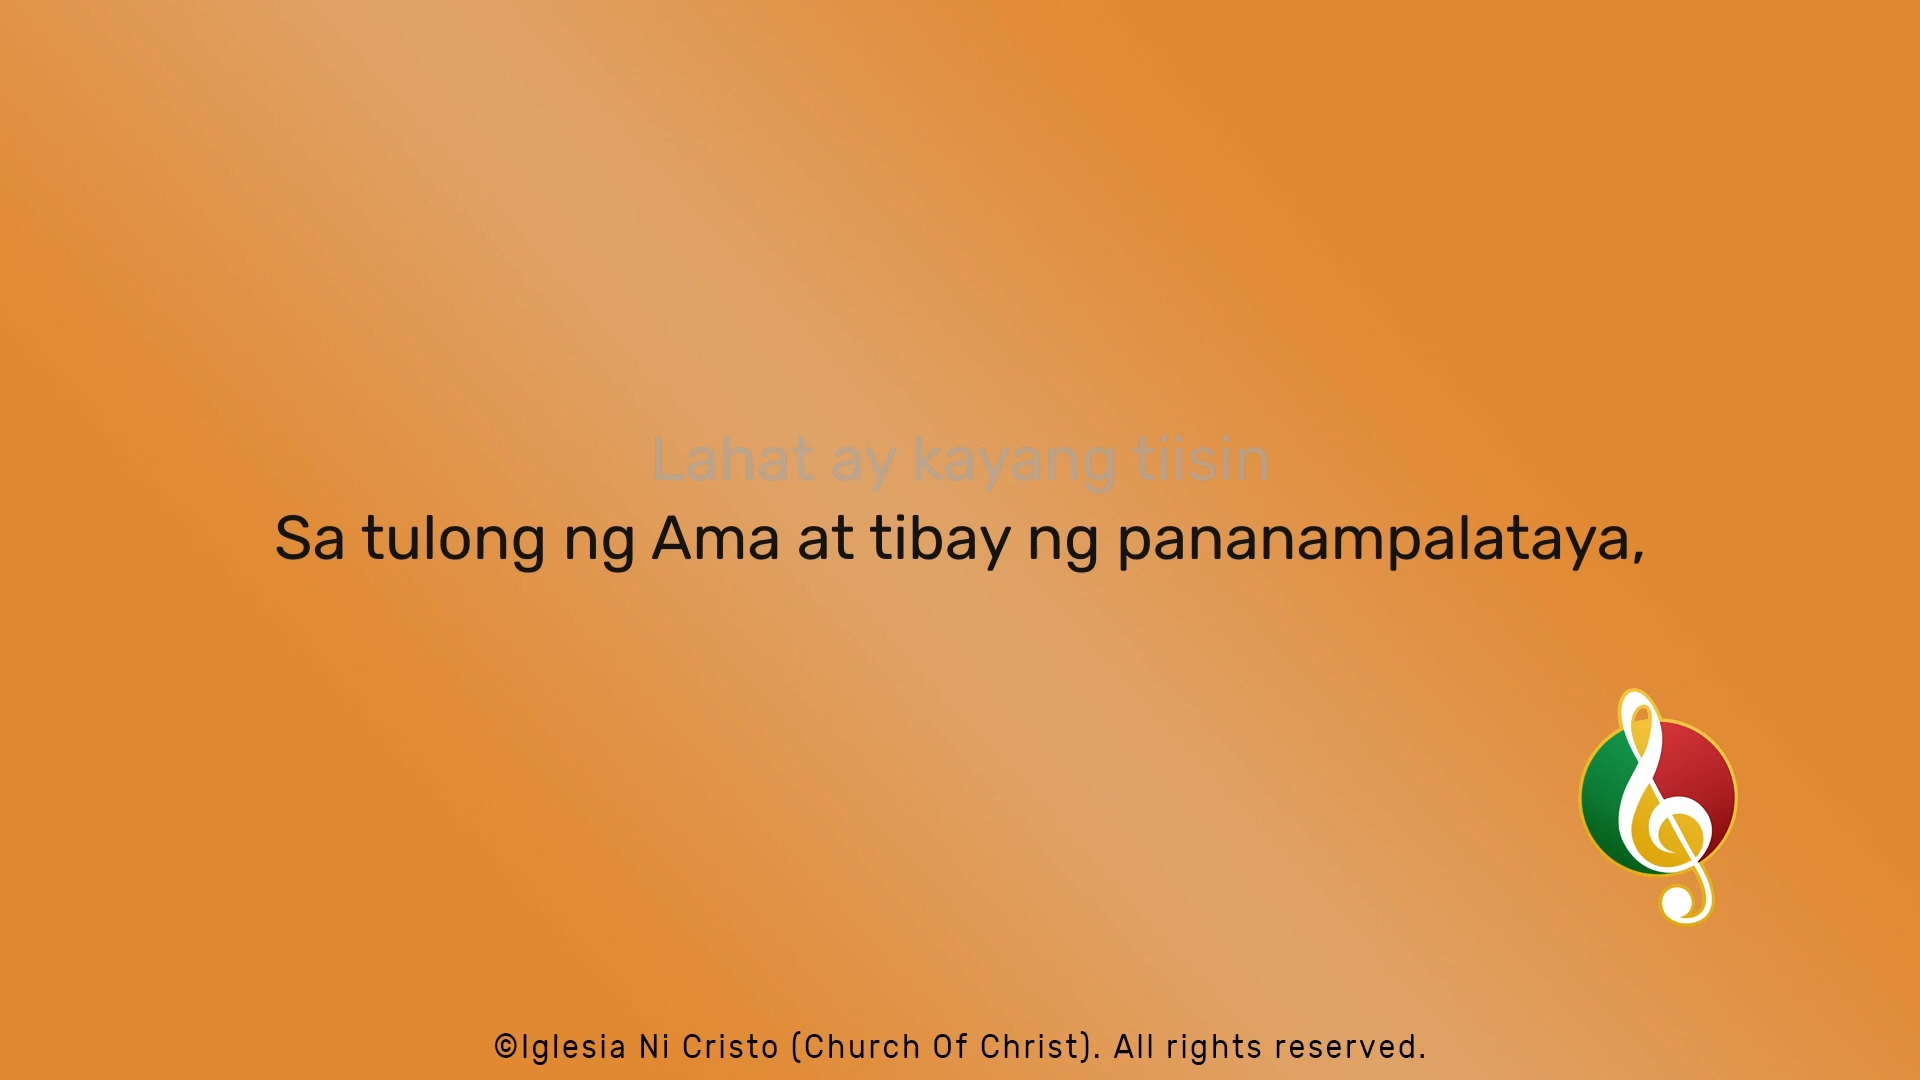 Lahat ay kayang tiisin
Sa tulong ng Ama at tibay ng pananampalataya,
©Iglesia Ni Cristo (Church Of Christ). All rights reserved.